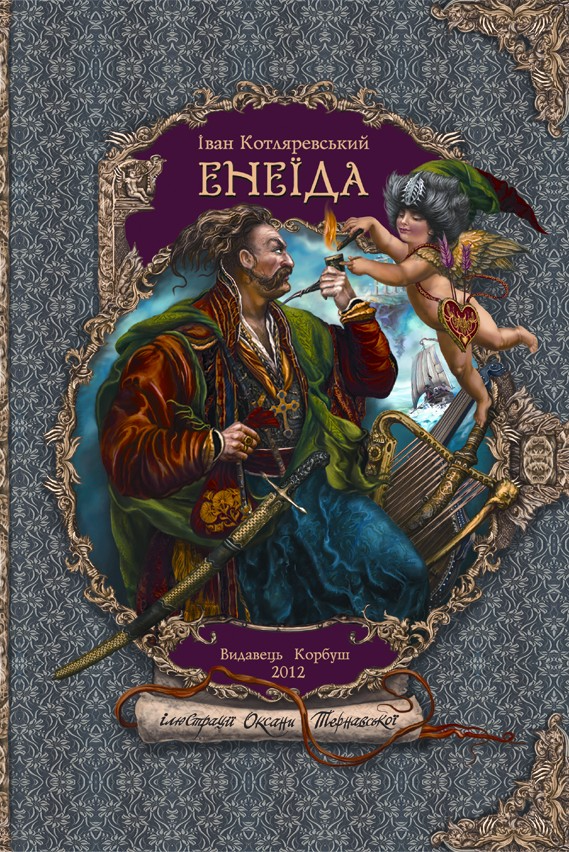 Іван Котляревський
ЕНЕЇДА
Видавець Корбуш
2012
ілюстрації Оксани Тернавської